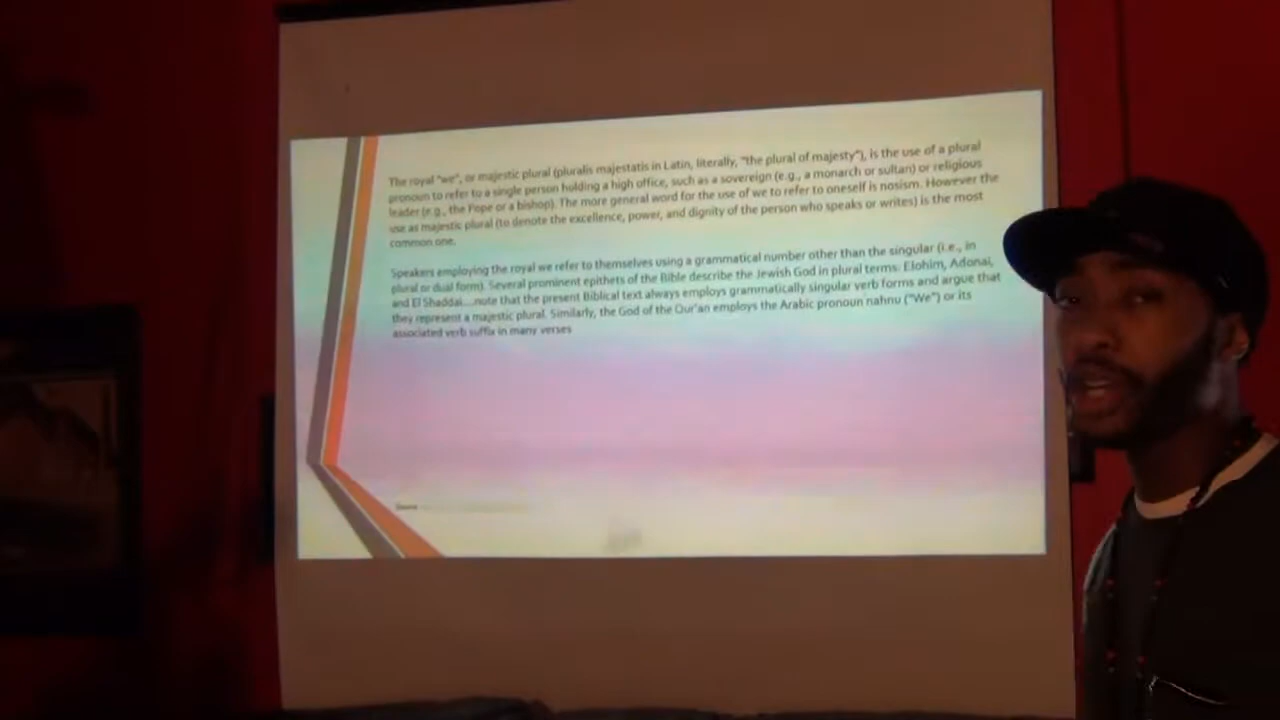 The royal "we", or majestic plural (pluralis majestatis in Latin, literally, "the plural of majesty"), is the use of a plural
pronoun to refer to a single person holding a high office, such as a sovereign (e.g., a monarch or sultan) or religious
leader (e.g., the Pope or a bishop). The more general word for the use of we to refer to oneself is nosism. However the
use as majestic plural (to denote the excellence, power, and dignity of the person who speaks or writes) is the most
common one.
Speakers employing the royal we refer to themselves using a grammatical number other than the singular (i.e., in
plural or dual form). Several prominent epithets of the Bible describe the Jewish God in plural terms: Elohim, Adonai,
and El Shaddai....note that the present Biblical text always employs grammatically singular verb forms and argue that
they represent a majestic plural. Similarly, the God of the Qur'an employs the Arabic pronoun nahnu ("We") or its
associated verb suffix in many verses
Source